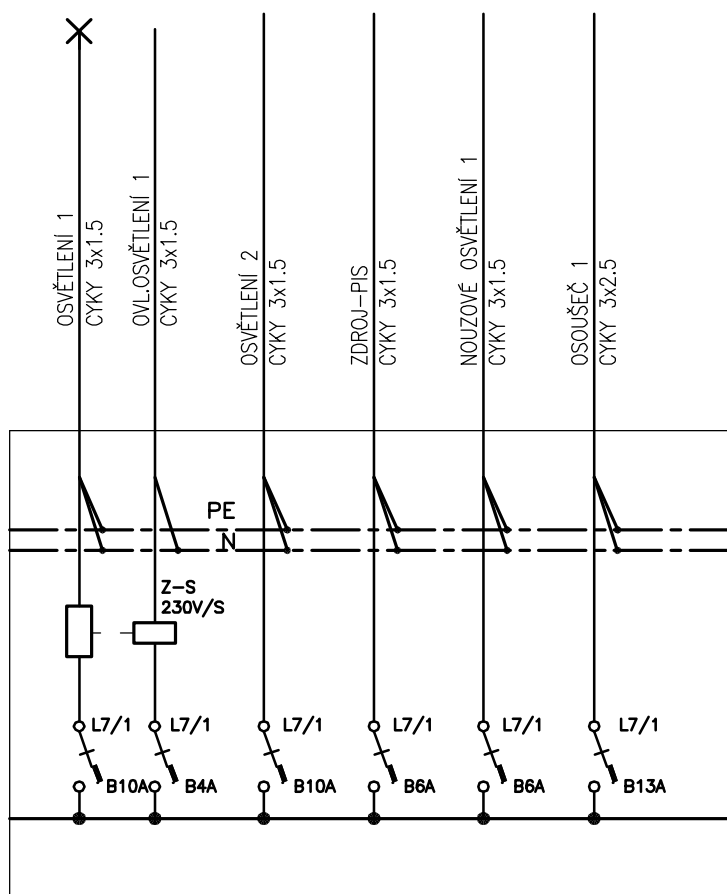 OSVĚTLENÍ 1
CYKY 3x1.5
OVL.OSVĚTLENÍ 1
CYKY 3x1.5
OSVĚTLENÍ 2
CYKY 3x1.5
ZDROJ-PIS
CYKY 3x1.5
NOUZOVÉ OSVĚTLENÍ 1
CYKY 3x1.5
OSOUŠEČ 1
CYKY 3x2.5
PE
N
Z-S
230V/S
L7/1
L7/1
L7/1
L7/1
L7/1
L7/1
B10A
B4A
B10A
B6A
B6A
B13A